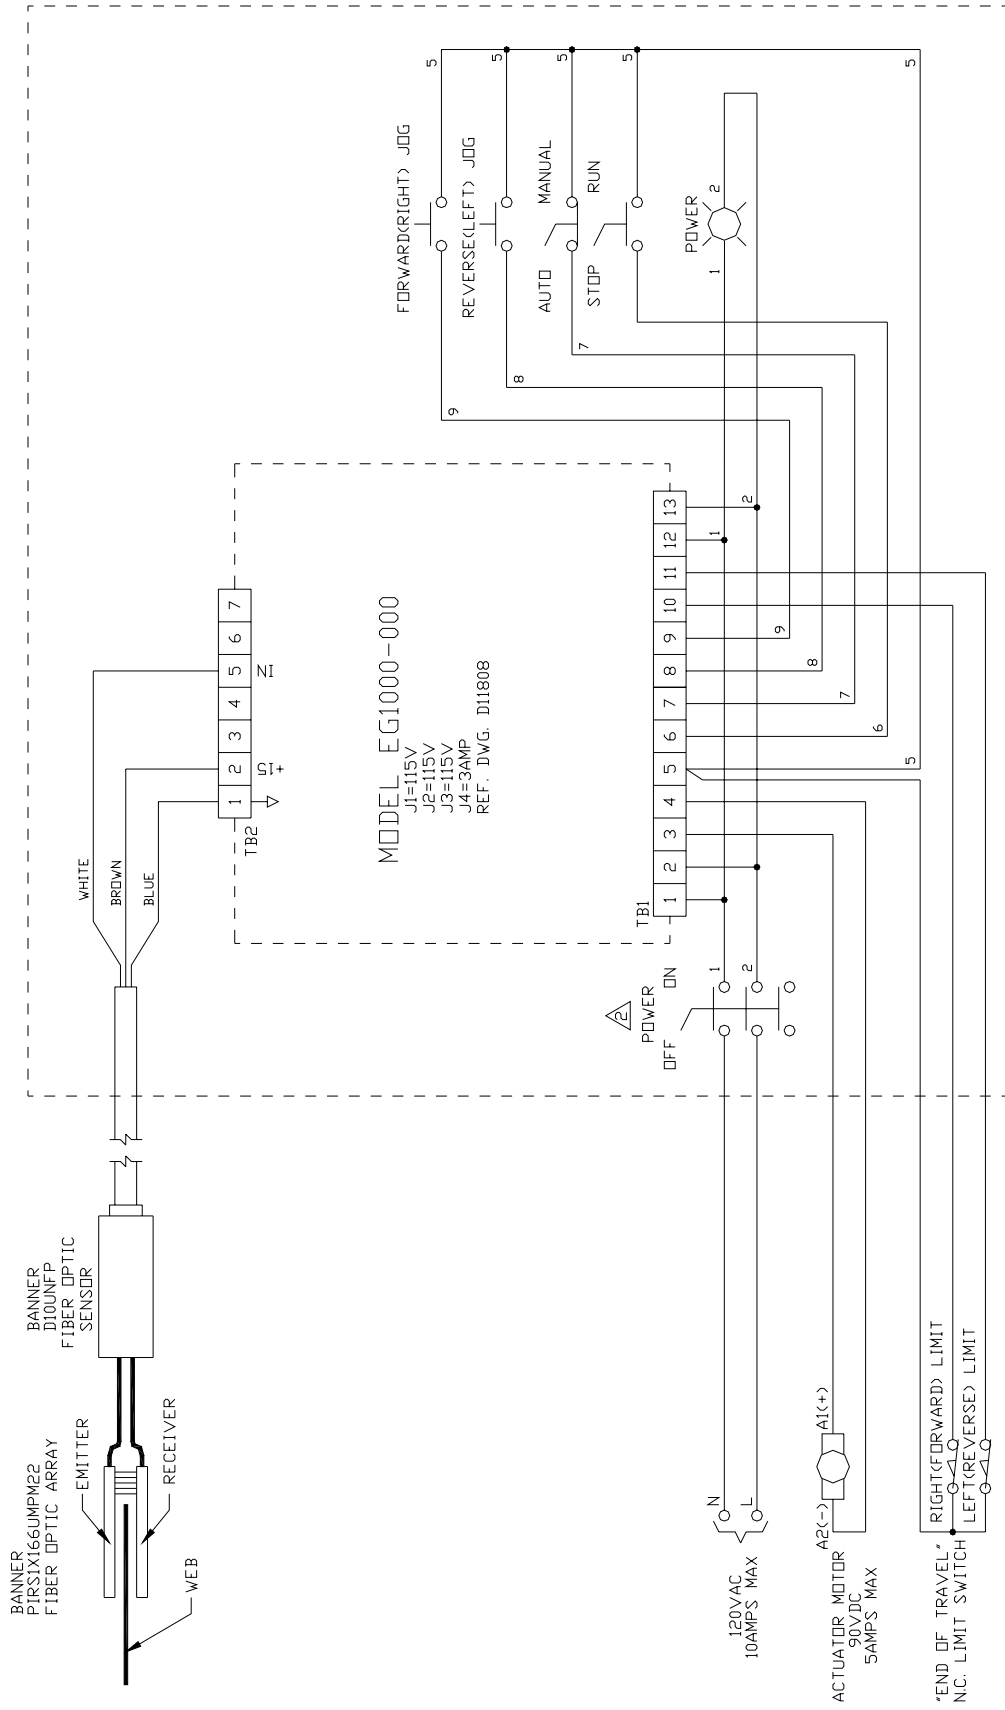 BANNER
PIRS1X166UMPM22
FIBER OPTIC ARRAY
EMITTER
RECEIVER
WEB
BANNER
D10UNFP
FIBER OPTIC
SENSOR
WHITE
BROWN
BLUE
TB2
1 2 3 4 5 6 7
+15
IN
MODEL EG1000-000
J1=115V
J2=115V
J3=115V
J4=3AMP
REF. DWG. D11808
TB1
1 2 3 4 5 6 7 8 9 10 11 12 13
FORWARD(RIGHT) JOG
REVERSE(LEFT) JOG
AUTO
MANUAL
STOP
RUN
POWER
1
2
5
5
5
5
5
9
8
7
1
2
9
8
7
6
5
2
POWER
OFF
ON
1
2
N
L
120VAC
10AMPS MAX
A2(-)
A1(+)
ACTUATOR MOTOR
90VDC
5AMPS MAX
RIGHT(FORWARD) LIMIT
LEFT(REVERSE) LIMIT
"END OF TRAVEL"
N.C. LIMIT SWITCH